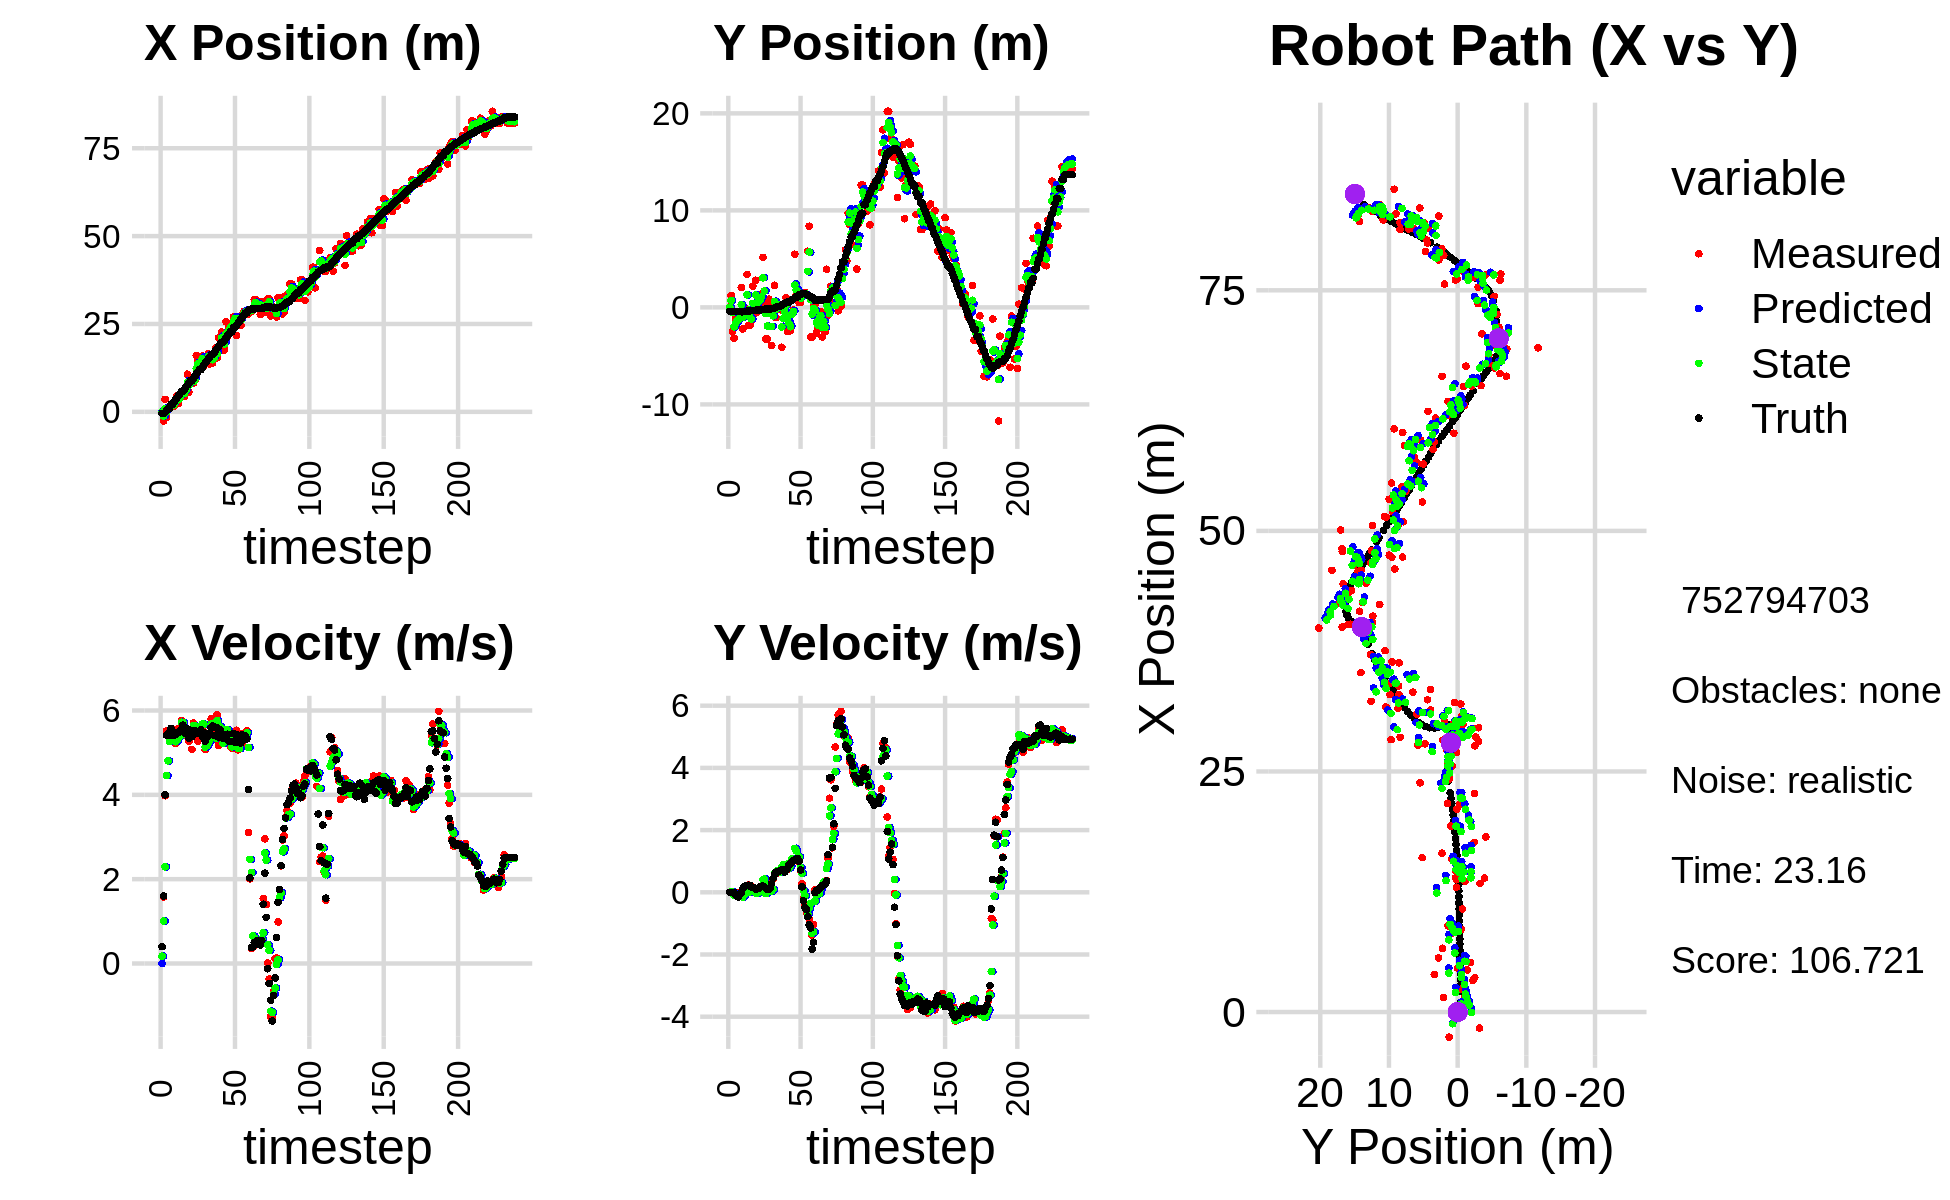 X Position (m)
75
50
25
0
0
50
100
150
200
timestep
Y Position (m)
20
10
0
-10
0
50
100
150
200
timestep
X Velocity (m/s)
6
4
2
0
0
50
100
150
200
timestep
Y Velocity (m/s)
6
4
2
0
-2
-4
0
50
100
150
200
timestep
Robot Path (X vs Y)
X Position (m)
75
50
25
0
20 10 0 -10 -20
Y Position (m)
variable
Measured
Predicted
State
Truth
752794703
Obstacles: none
Noise: realistic
Time: 23.16
Score: 106.721